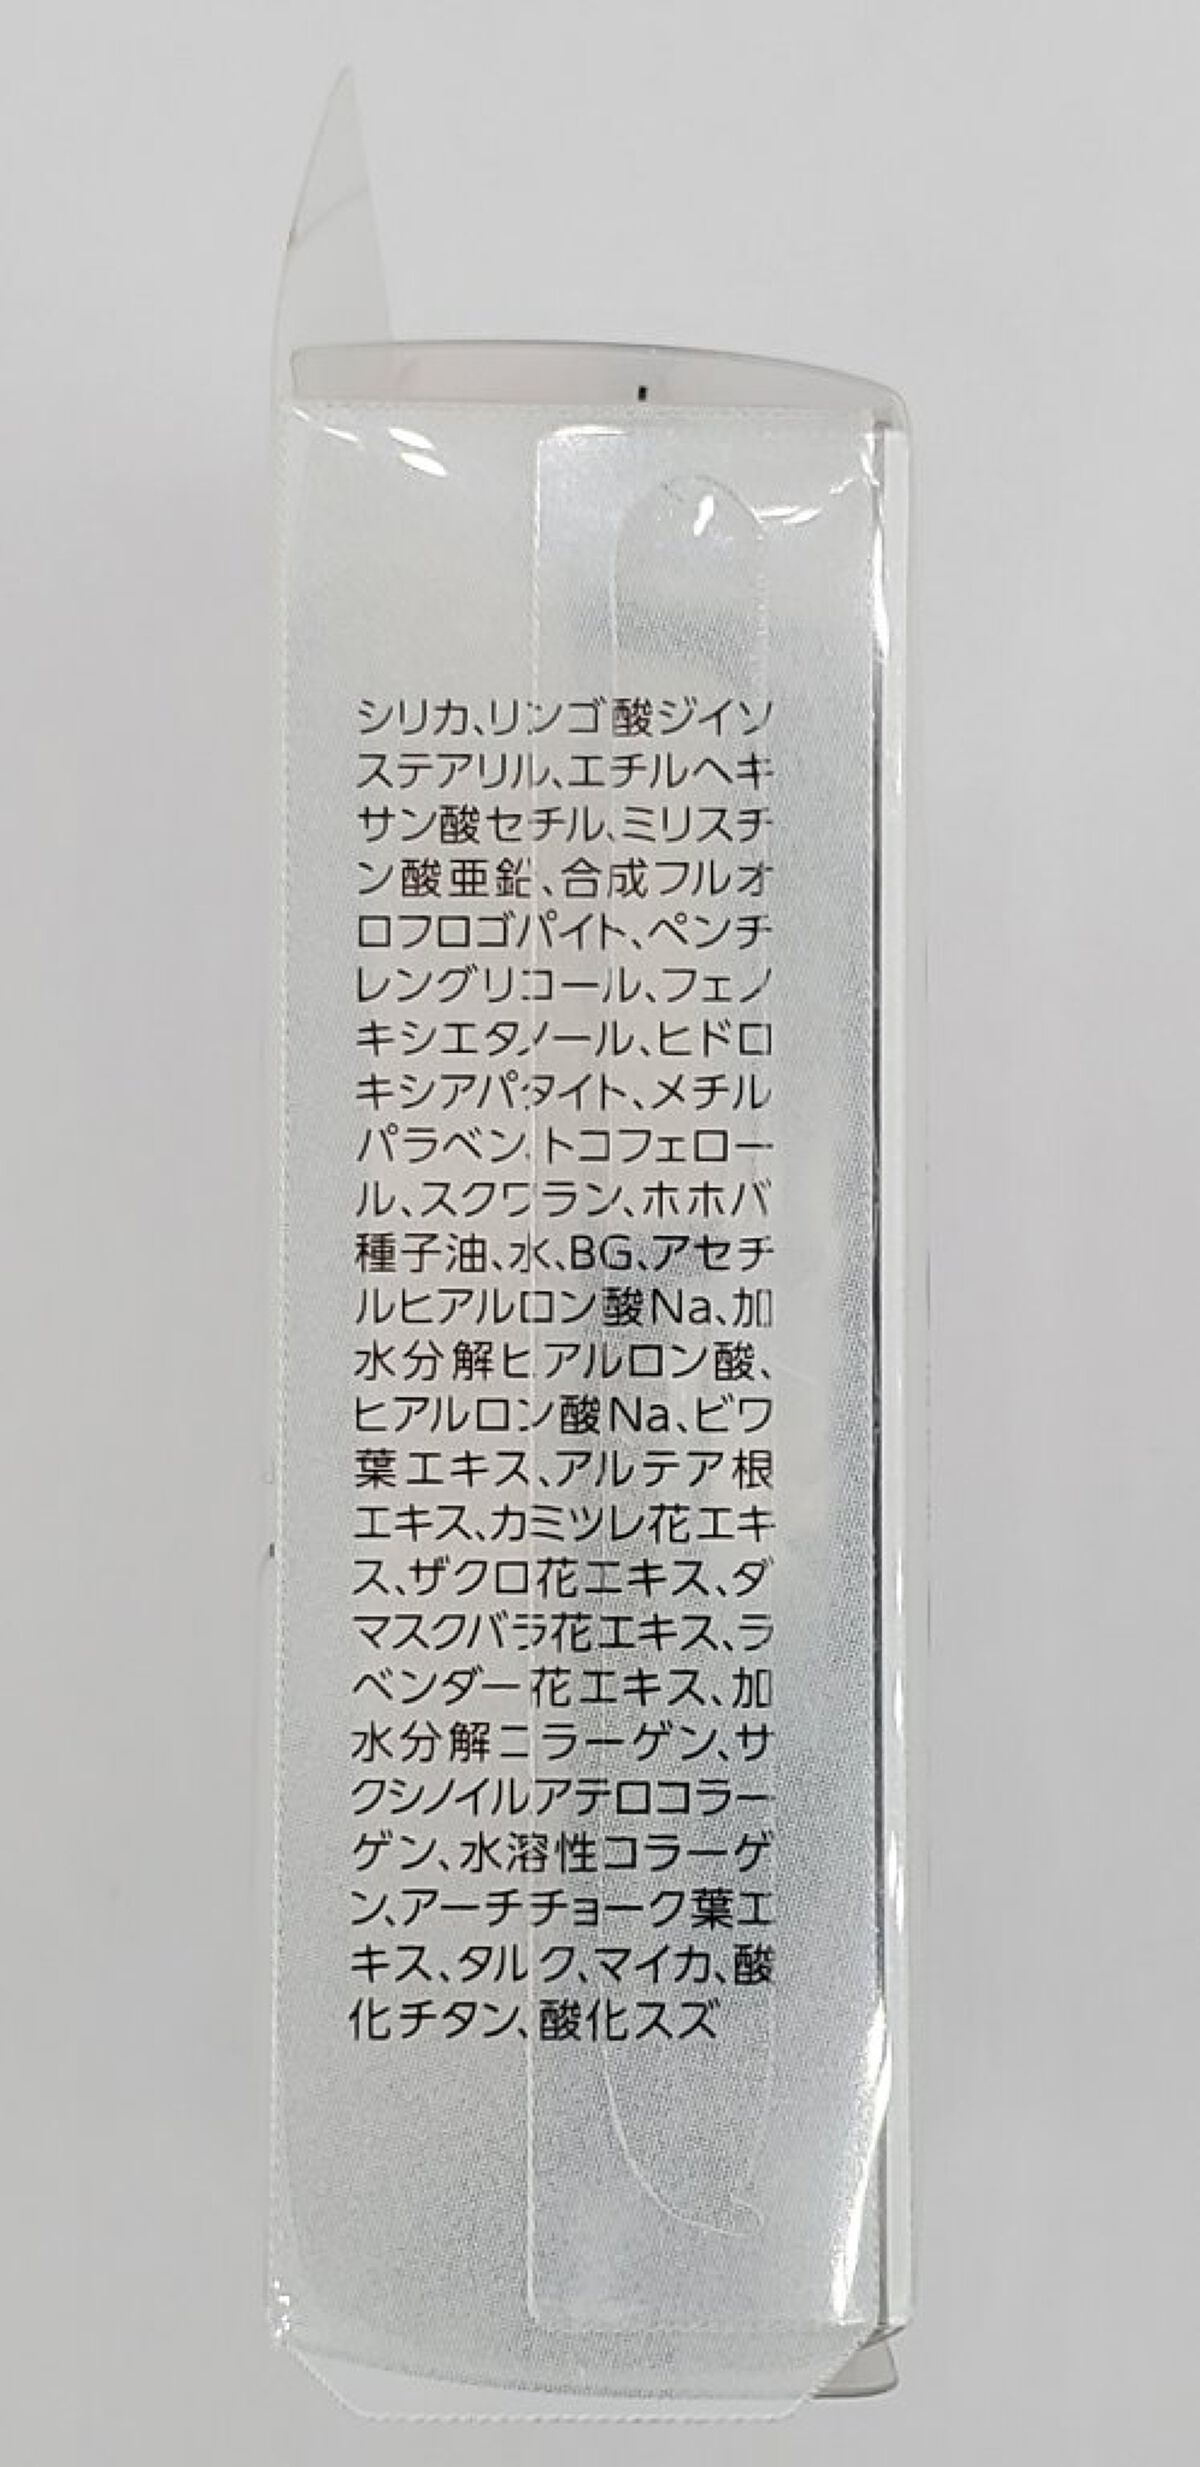 シリカ、リンゴ酸ジイソ
ステアリル、エチルヘキ
サン酸セチル、ミリスチ
ン酸亜鉛、合成フルオ
ロフロゴパイト、ペンチ
レングリコール、フェノ
キシエタノール、ヒドロ
キシアパタイト、メチル
パラベン、トコフェロー
ル、スクワラン、ホホバ
種子油、水、BG、アセチ
ルヒアルロン酸Na、加
水分解ヒアルロン酸、
ヒアルロン酸Na、ビワ
葉エキス、アルテア根
エキス、カミツレ花エキ
ス、ザクロ花エキス、ダ
マスクバラ花エキス、ラ
ベンダー花エキス、加
水分解コラーゲン、サ
クシノイルアテロコラー
ゲン、水溶性コラーゲ
ン、アーチチョーク葉エ
キス、タルク、マイカ、酸
化チタン、酸化スズ